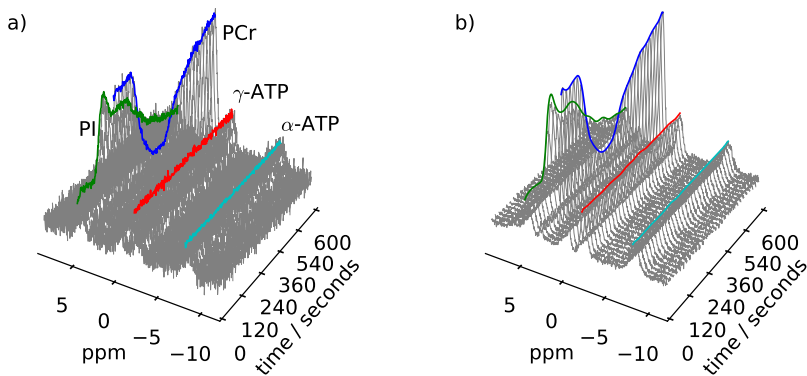 a)
PCr
γ-ATP
α-ATP
PI
5
0
−5
−10
ppm
0
120
240
360
540
600
time / seconds
b)
5
0
−5
−10
ppm
0
120
240
360
540
600
time / seconds